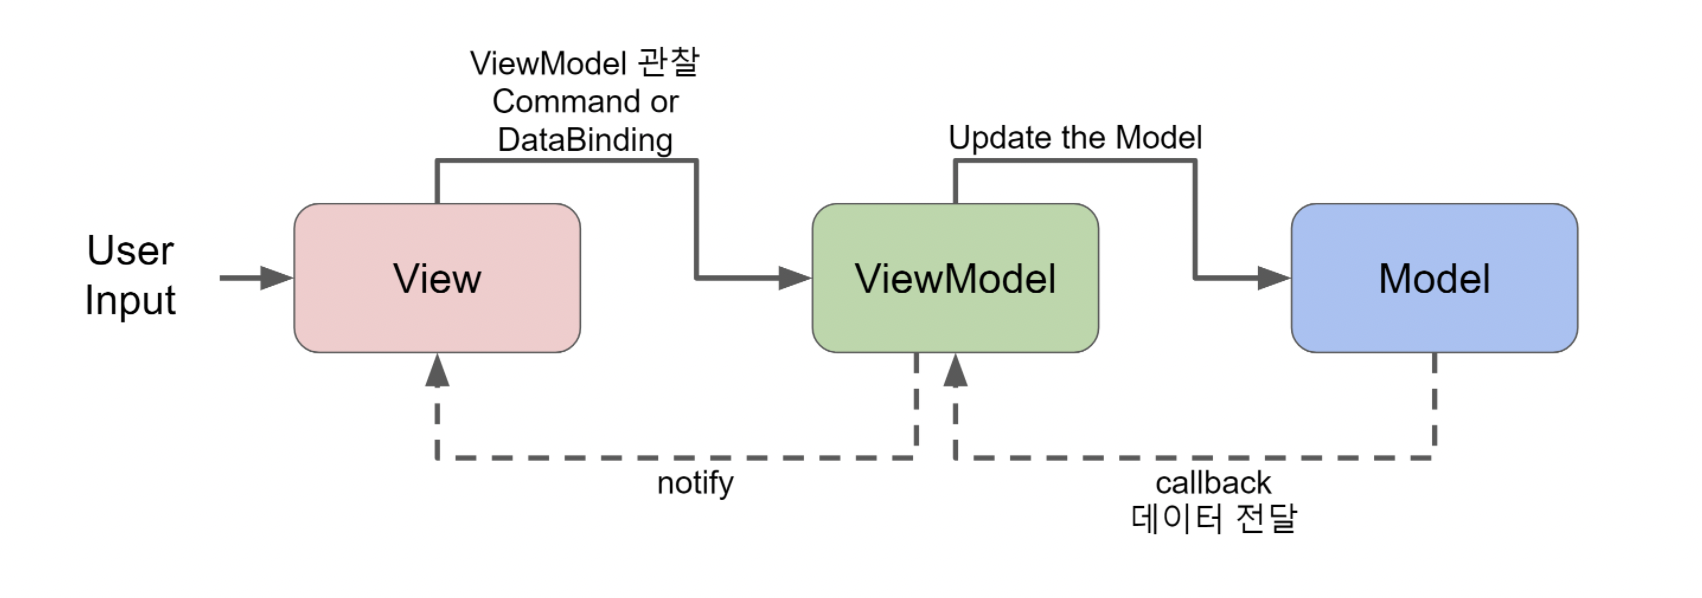 ViewModel 관찰
Command or
DataBinding
Update the Model
User
Input
View
ViewModel
Model
notify
callback
데이터 전달